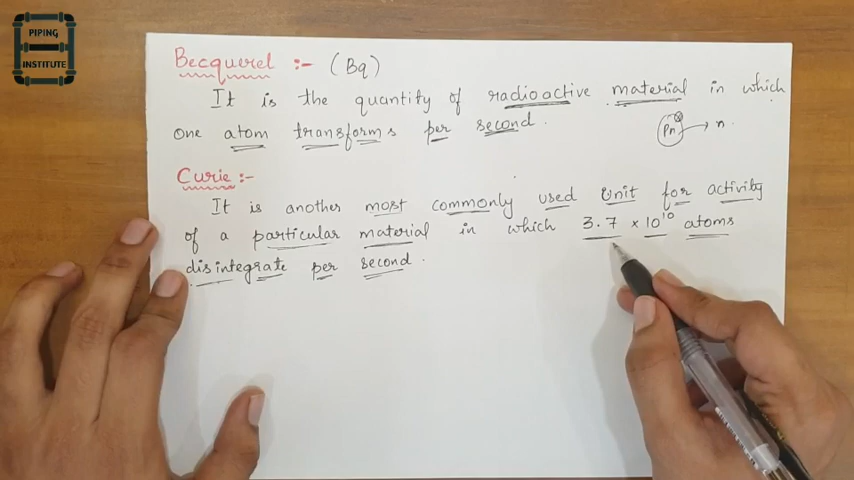 PIPING
INSTITUTE
Becquerel :- (Bq)
It is the quantity of radioactive material in which
one atom transforms per second.
Pn → n.
Curie :-
It is another most commonly used Unit for activity
of a particular material in which 3.7 × 10¹⁰ atoms
disintegrate per second.